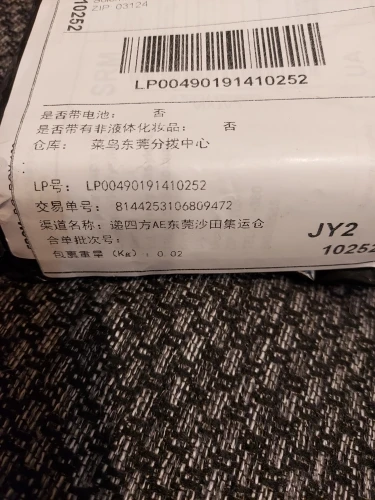 10252
ZIP 03124
LP00490191410252
是否带电池： 否
是否带有非液体化妆品： 否
仓库： 菜鸟东莞分拨中心
LP号： LP00490191410252
交易单号： 8144253106809472
渠道名称：递四方AE东莞沙田集运仓
合单批次号：
包裹重量（Kg）：0.02
JY2
10252